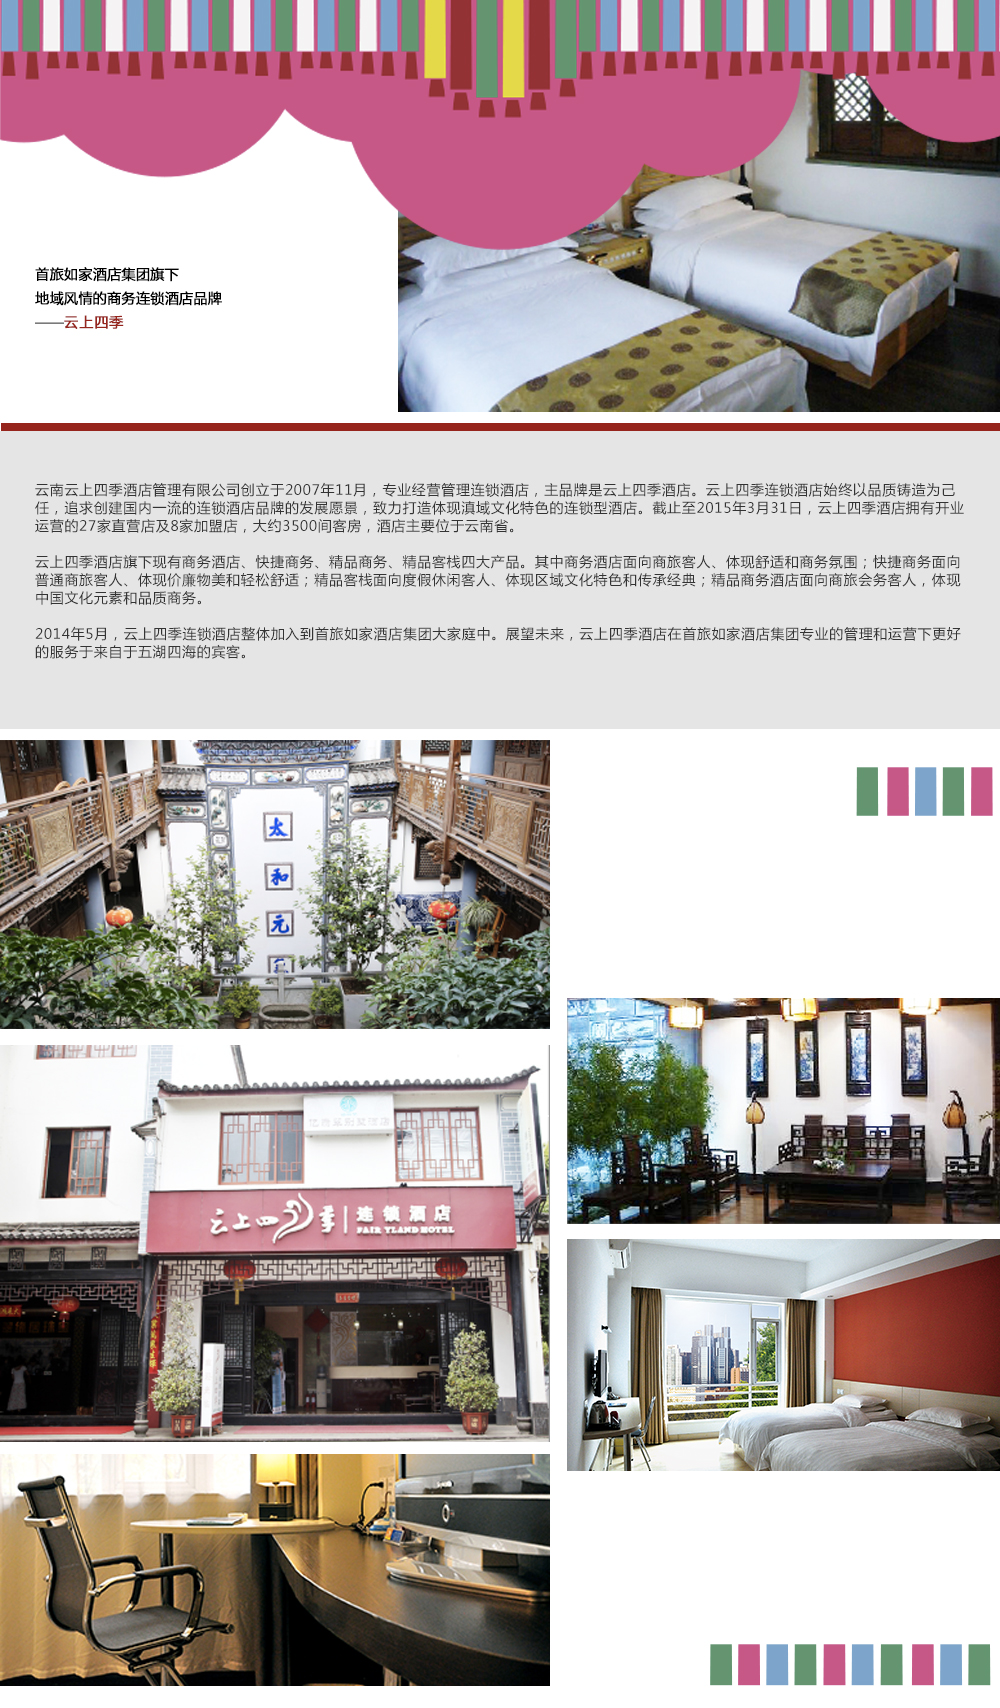 首旅如家酒店集团旗下
地域风情的商务连锁酒店品牌
——云上四季
云南云上四季酒店管理有限公司创立于2007年11月，专业经营管理连锁酒店，主品牌是云上四季酒店。云上四季连锁酒店始终以品质铸造为己
任，追求创建国内一流的连锁酒店品牌的发展愿景，致力打造体现滇域文化特色的连锁型酒店。截止至2015年3月31日，云上四季酒店拥有开业
运营的27家直营店及8家加盟店，大约3500间客房，酒店主要位于云南省。
云上四季酒店旗下现有商务酒店、快捷商务、精品商务、精品客栈四大产品。其中商务酒店面向商旅客人、体现舒适和商务氛围；快捷商务面向
普通商旅客人、体现价廉物美和轻松舒适；精品客栈面向度假休闲客人、体现区域文化特色和传承经典；精品商务酒店面向商旅会务客人，体现
中国文化元素和品质商务。
2014年5月，云上四季连锁酒店整体加入到首旅如家酒店集团大家庭中。展望未来，云上四季酒店在首旅如家酒店集团专业的管理和运营下更好
的服务于来自于五湖四海的宾客。
太
和
元
云上四季
连锁酒店
FAIRYLAND HOTEL